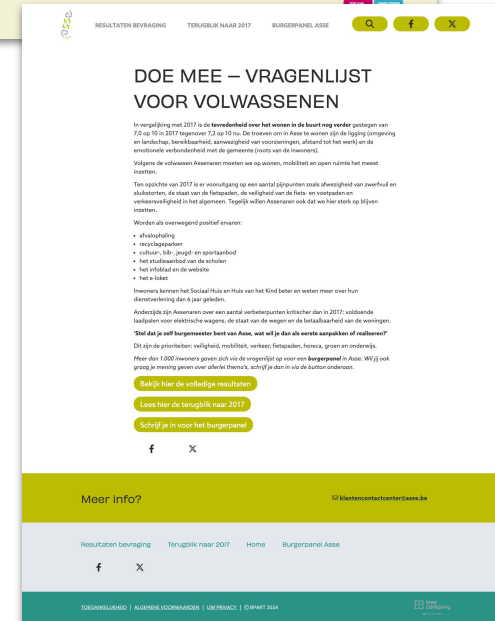 asse
RESULTATEN BEVRAGING TERUGBLIK NAAR 2017 BURGERPANEL ASSE
DOE MEE – VRAGENLIJST
VOOR VOLWASSENEN
In vergelijking met 2017 is de tevredenheid over het wonen in de buurt nog verder gestegen van
7,0 op 10 in 2017 tegenover 7,2 op 10 nu. De troeven om in Asse te wonen zijn de ligging (omgeving
en landschap, bereikbaarheid, aanwezigheid van voorzieningen, afstand tot het werk) en de
emotionele verbondenheid met de gemeente (roots van de inwoners).
Volgens de volwassen Assenaren moeten we op wonen, mobiliteit en open ruimte het meest
inzetten.
Ten opzichte van 2017 is er vooruitgang op een aantal pijnpunten zoals afwezigheid van zwerfvuil en
sluikstorten, de staat van de fietspaden, de veiligheid van de fiets- en voetpaden en
verkeersveiligheid in het algemeen. Tegelijk willen Assenaren ook dat we hier sterk op blijven
inzetten.
Worden als overwegend positief ervaren:
• afvalophaling
• recyclageparken
• cultuur-, bib-, jeugd- en sportaanbod
• het studieaanbod van de scholen
• het infoblad en de website
• het e-loket
Inwoners kennen het Sociaal Huis en Huis van het Kind beter en weten meer over hun
dienstverlening dan 6 jaar geleden.
Anderzijds zijn Assenaren over een aantal verbeterpunten kritischer dan in 2017: voldoende
laadpalen voor elektrische wagens, de staat van de wegen en de betaalbaarheid van de woningen.
'Stel dat je zelf burgemeester bent van Asse, wat wil je dan als eerste aanpakken of realiseren?'
Dit zijn de prioriteiten: veiligheid, mobiliteit, verkeer, fietspaden, horeca, groen en onderwijs.
Meer dan 1.000 inwoners gaven zich via de vragenlijst op voor een burgerpanel in Asse. Wil jij ook
graag je mening geven over allerlei thema's, schrijf je dan in via de button onderaan.
Bekijk hier de volledige resultaten
Lees hier de terugblik naar 2017
Schrijf je in voor het burgerpanel
Meer info?
klantencontactcenter@asse.be
Resultaten bevraging Terugblik naar 2017 Home Burgerpanel Asse
TOEGANKELIJKHEID | ALGEMENE VOORWAARDEN | UW PRIVACY | © BPART 2024
tree
company